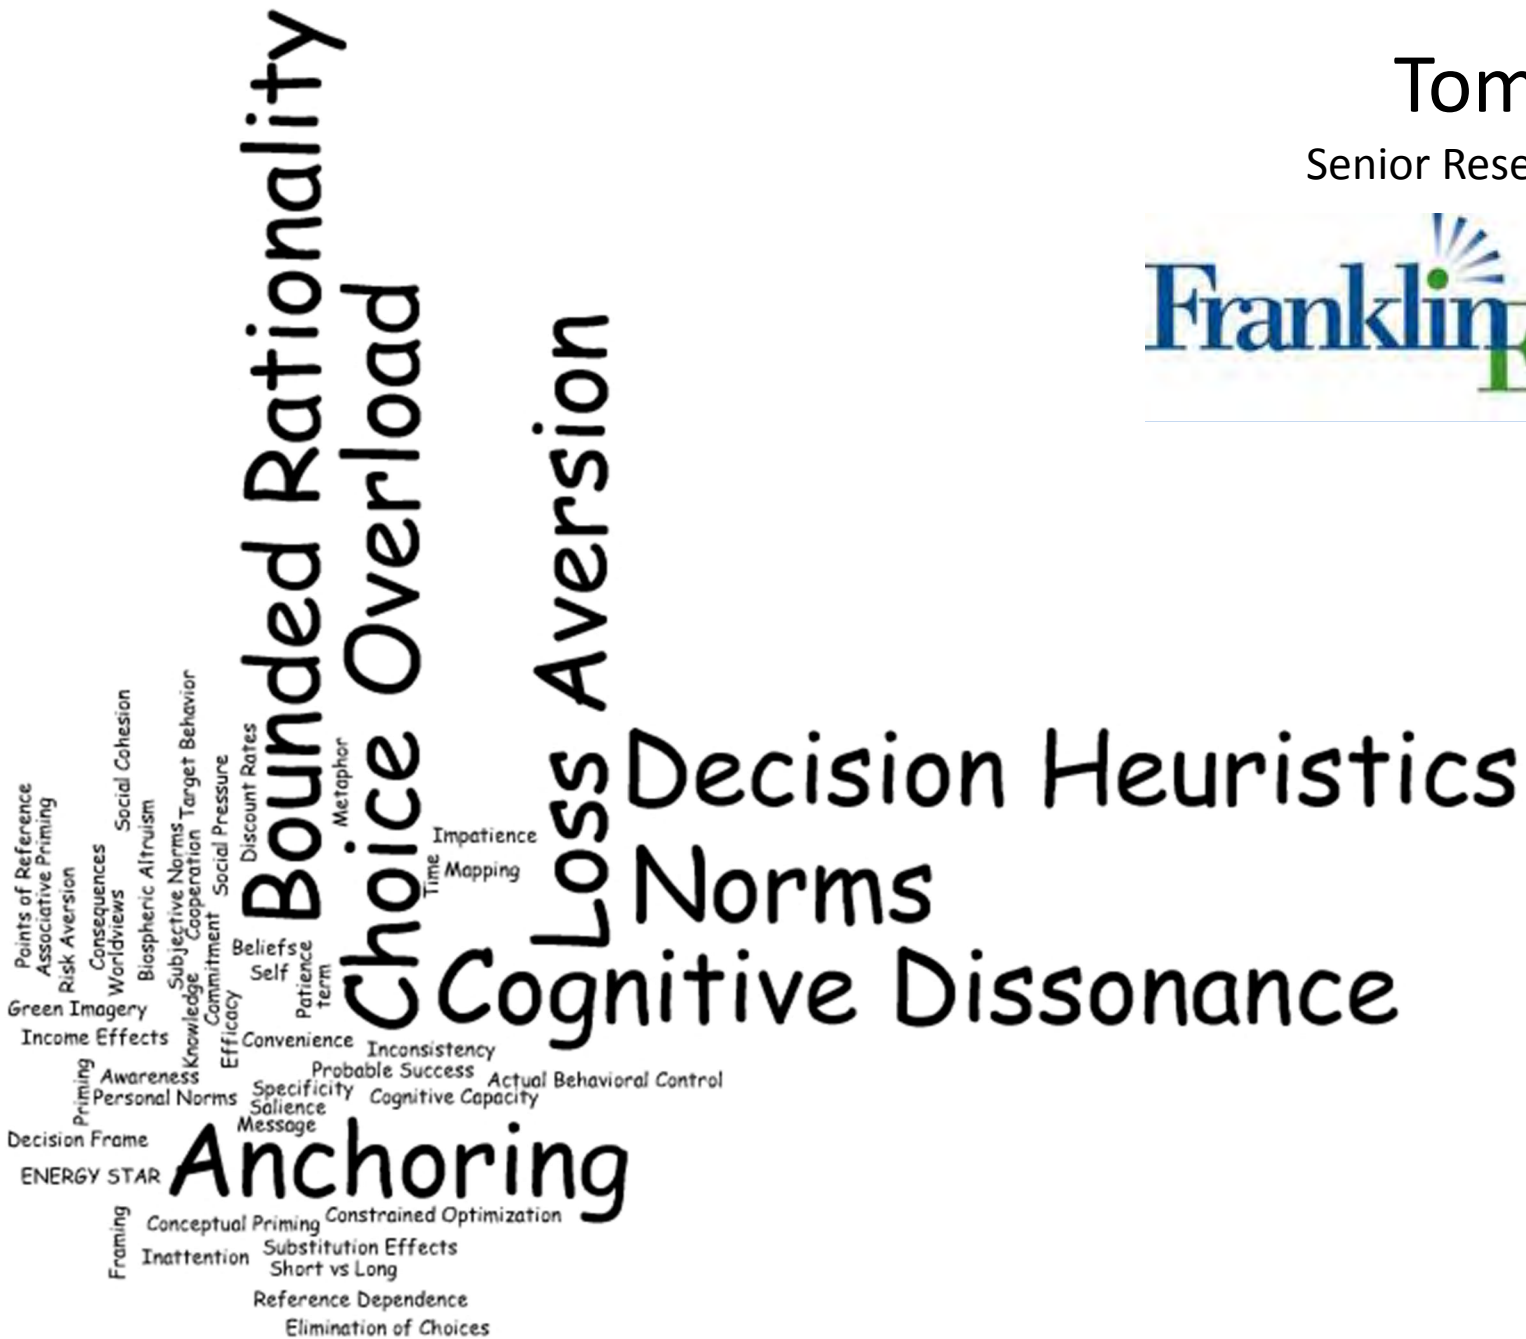 Tom
Senior Rese
Franklin
Bounded Rationality
Choice Overload
Loss Aversion
Decision Heuristics
Norms
Cognitive Dissonance
Anchoring
Points of Reference
Associative Priming
Risk Aversion
Consequences
Worldviews
Social Cohesion
Biospheric Altruism
Subjective Norms
Target Behavior
Cooperation
Knowledge
Commitment
Social Pressure
Efficacy
Discount Rates
Metaphor
Impatience
Time
Mapping
Beliefs
Self
Patience
term
Green Imagery
Income Effects
Convenience
Inconsistency
Probable Success
Actual Behavioral Control
Priming
Awareness
Personal Norms
Specificity
Cognitive Capacity
Salience
Message
Decision Frame
ENERGY STAR
Framing
Conceptual Priming
Constrained Optimization
Inattention
Substitution Effects
Short vs Long
Reference Dependence
Elimination of Choices